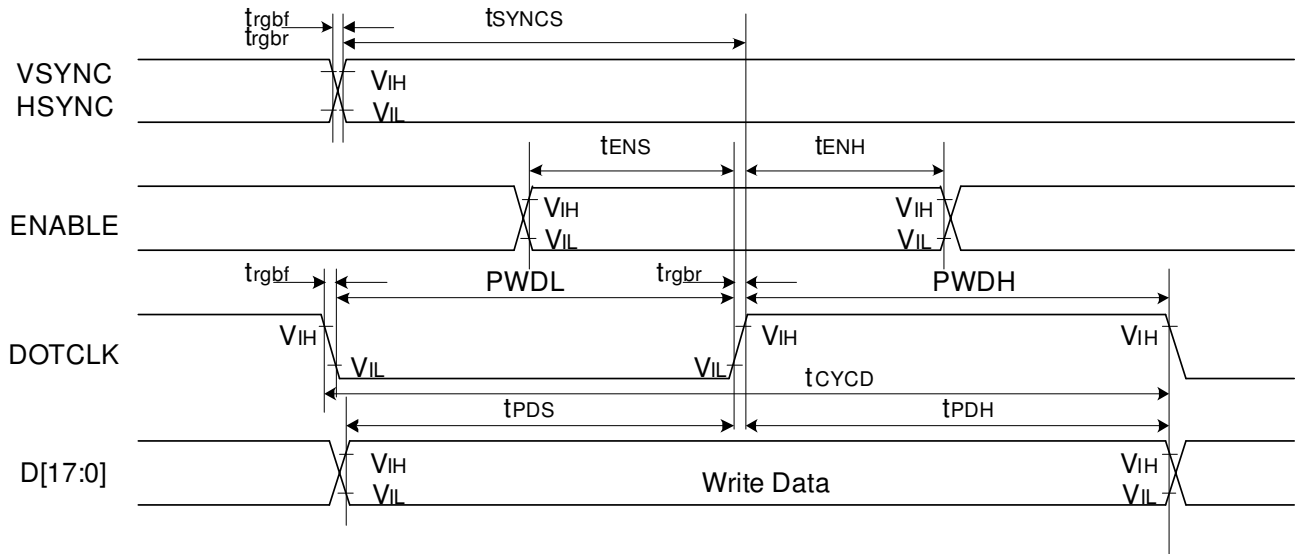 trgbf
trgbr
tSYNCS
VSYNC
HSYNC
VIH
VIL
tENS
tENH
ENABLE
VIH
VIL
VIH
VIL
trgbf
PWDL
trgbr
PWDH
DOTCLK
VIH
VIL
VIL
VIH
VIH
tCYCD
tPDS
tPDH
D[17:0]
VIH
VIL
Write Data
VIH
VIL